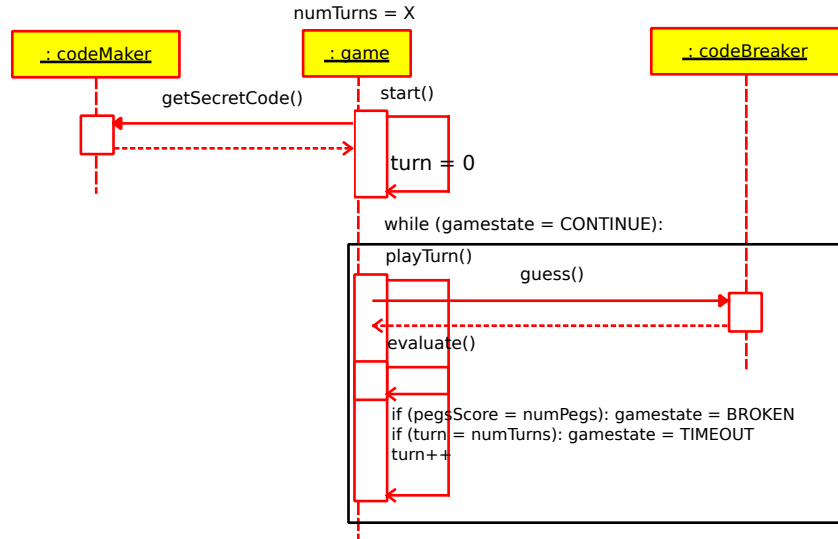 numTurns = X
: codeMaker
: game
: codeBreaker
getSecretCode()
start()
turn = 0
while (gamestate = CONTINUE):
playTurn()
guess()
evaluate()
if (pegsScore = numPegs): gamestate = BROKEN
if (turn = numTurns): gamestate = TIMEOUT
turn++